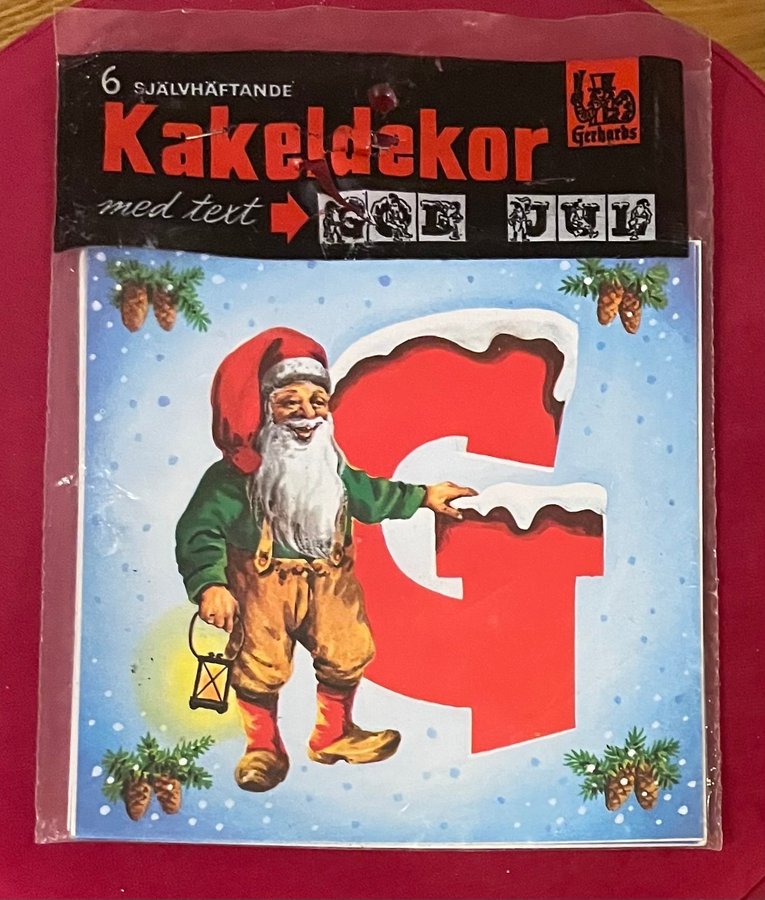 6 SJÄLVHÄFTANDE
Kakeldekor
med text GOD JUL
Gerhards
G